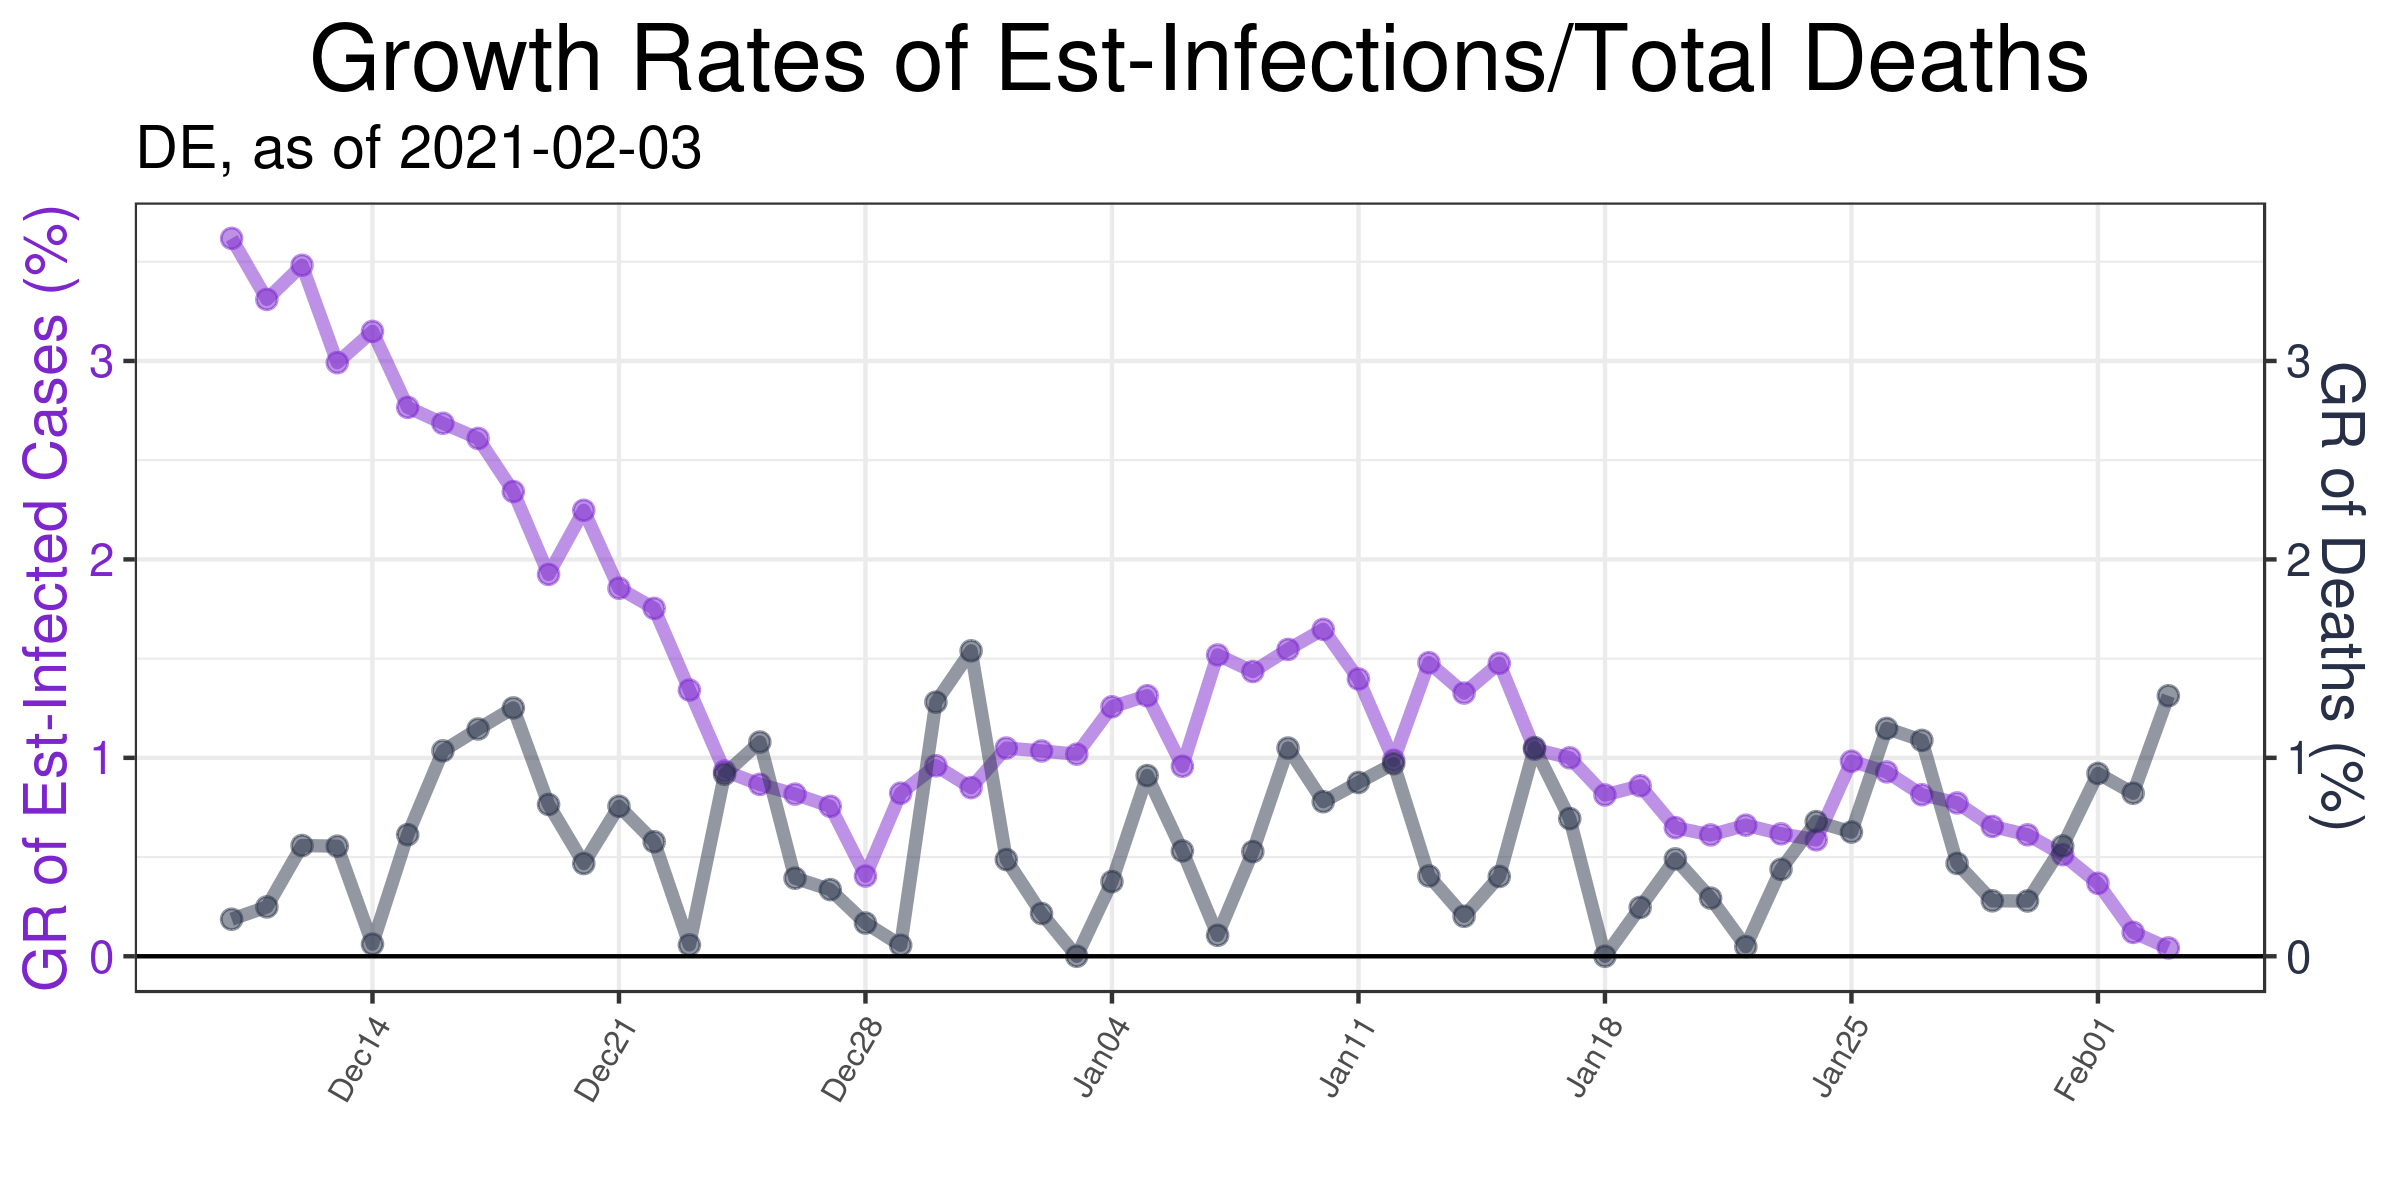 Growth Rates of Est-Infections/Total Deaths
DE, as of 2021-02-03
GR of Est-Infected Cases (%)
3
2
1
0
3
2
1
0
GR of Deaths (%)
Dec14
Dec21
Dec28
Jan04
Jan11
Jan18
Jan25
Feb01